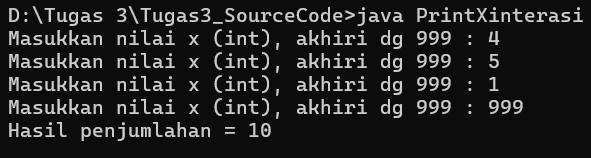 D:\Tugas 3\Tugas3_SourceCode>java PrintXinterasi
Masukkan nilai x (int), akhiri dg 999 : 4
Masukkan nilai x (int), akhiri dg 999 : 5
Masukkan nilai x (int), akhiri dg 999 : 1
Masukkan nilai x (int), akhiri dg 999 : 999
Hasil penjumlahan = 10